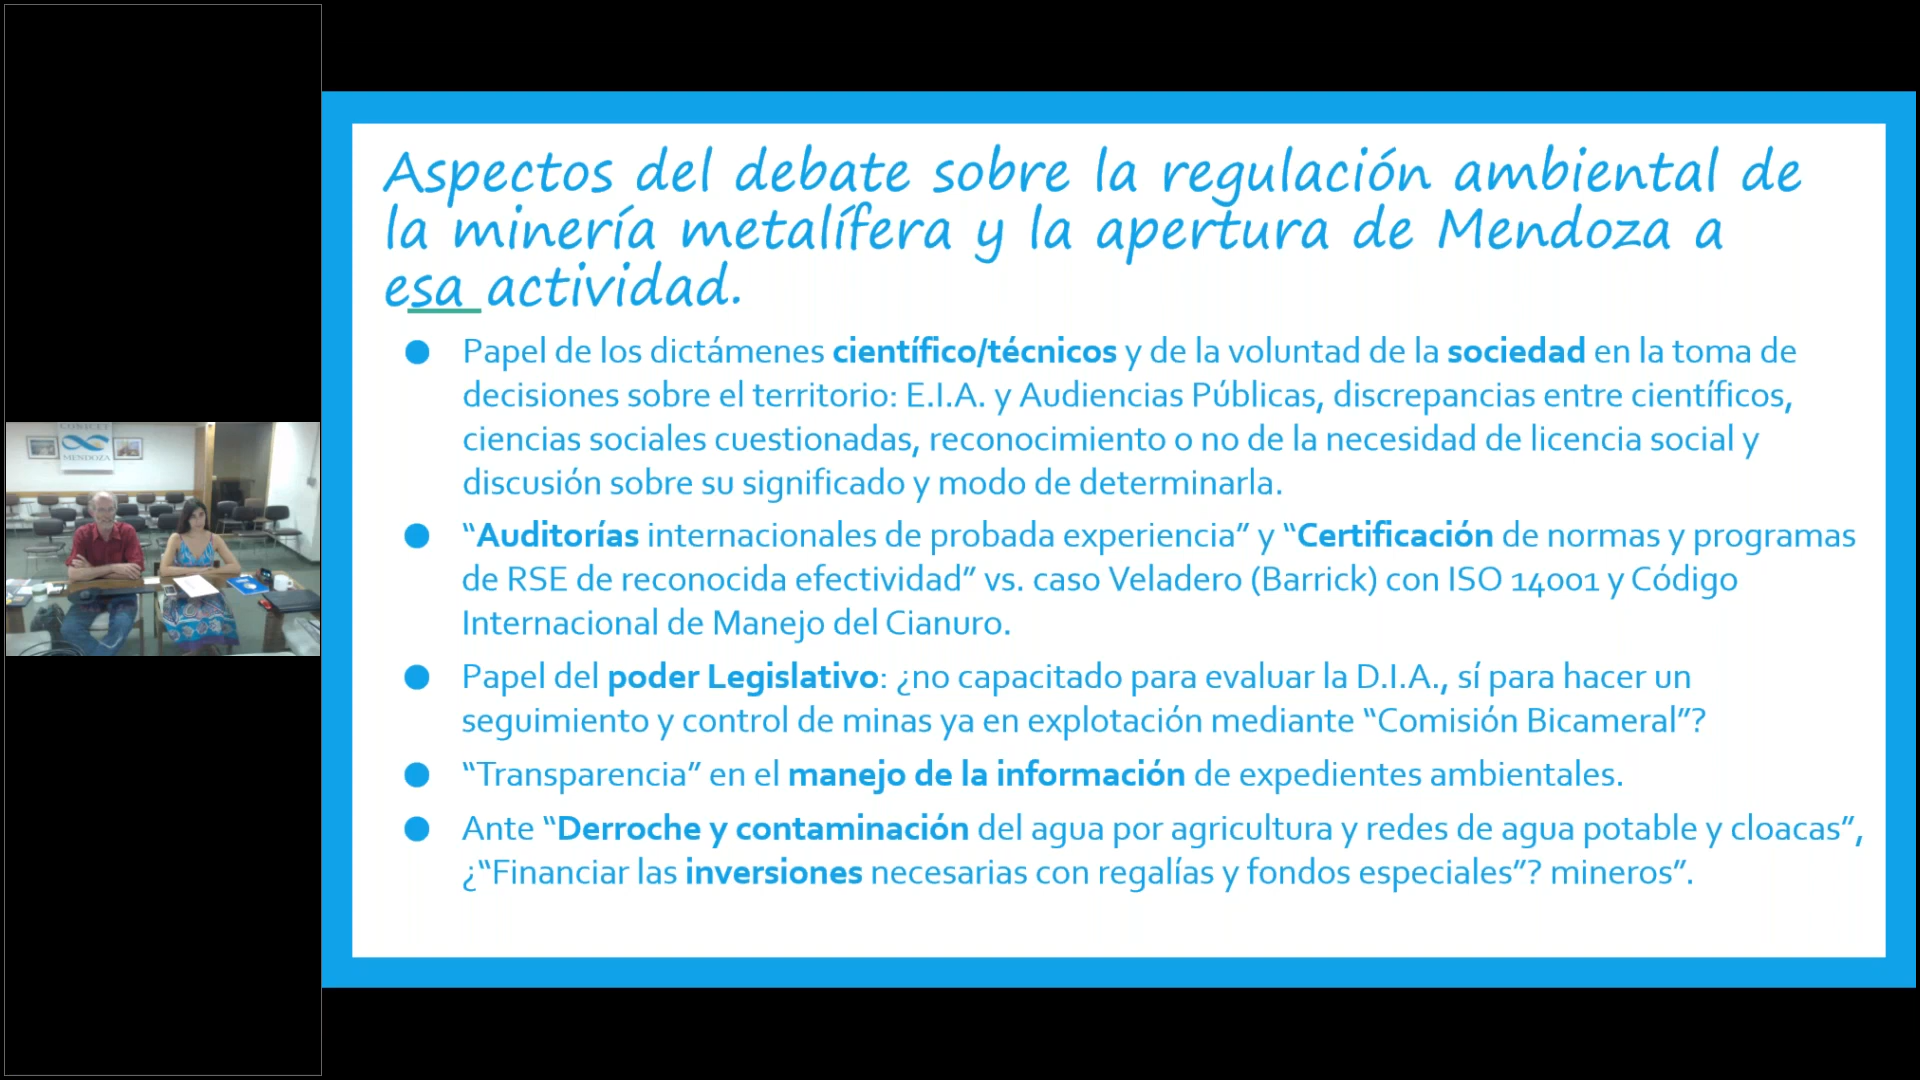 CONICET
MENDOZA
Aspectos del debate sobre la regulación ambiental de
la minería metalífera y la apertura de Mendoza a
esa actividad.
Papel de los dictámenes científico/técnicos y de la voluntad de la sociedad en la toma de
decisiones sobre el territorio: E.I.A. y Audiencias Públicas, discrepancias entre científicos,
ciencias sociales cuestionadas, reconocimiento o no de la necesidad de licencia social y
discusión sobre su significado y modo de determinarla.
“Auditorías internacionales de probada experiencia” y “Certificación de normas y programas
de RSE de reconocida efectividad” vs. caso Veladero (Barrick) con ISO 14001 y Código
Internacional de Manejo del Cianuro.
Papel del poder Legislativo: ¿no capacitado para evaluar la D.I.A., sí para hacer un
seguimiento y control de minas ya en explotación mediante “Comisión Bicameral”?
“Transparencia” en el manejo de la información de expedientes ambientales.
Ante “Derroche y contaminación del agua por agricultura y redes de agua potable y cloacas”,
¿“Financiar las inversiones necesarias con regalías y fondos especiales”? mineros”.